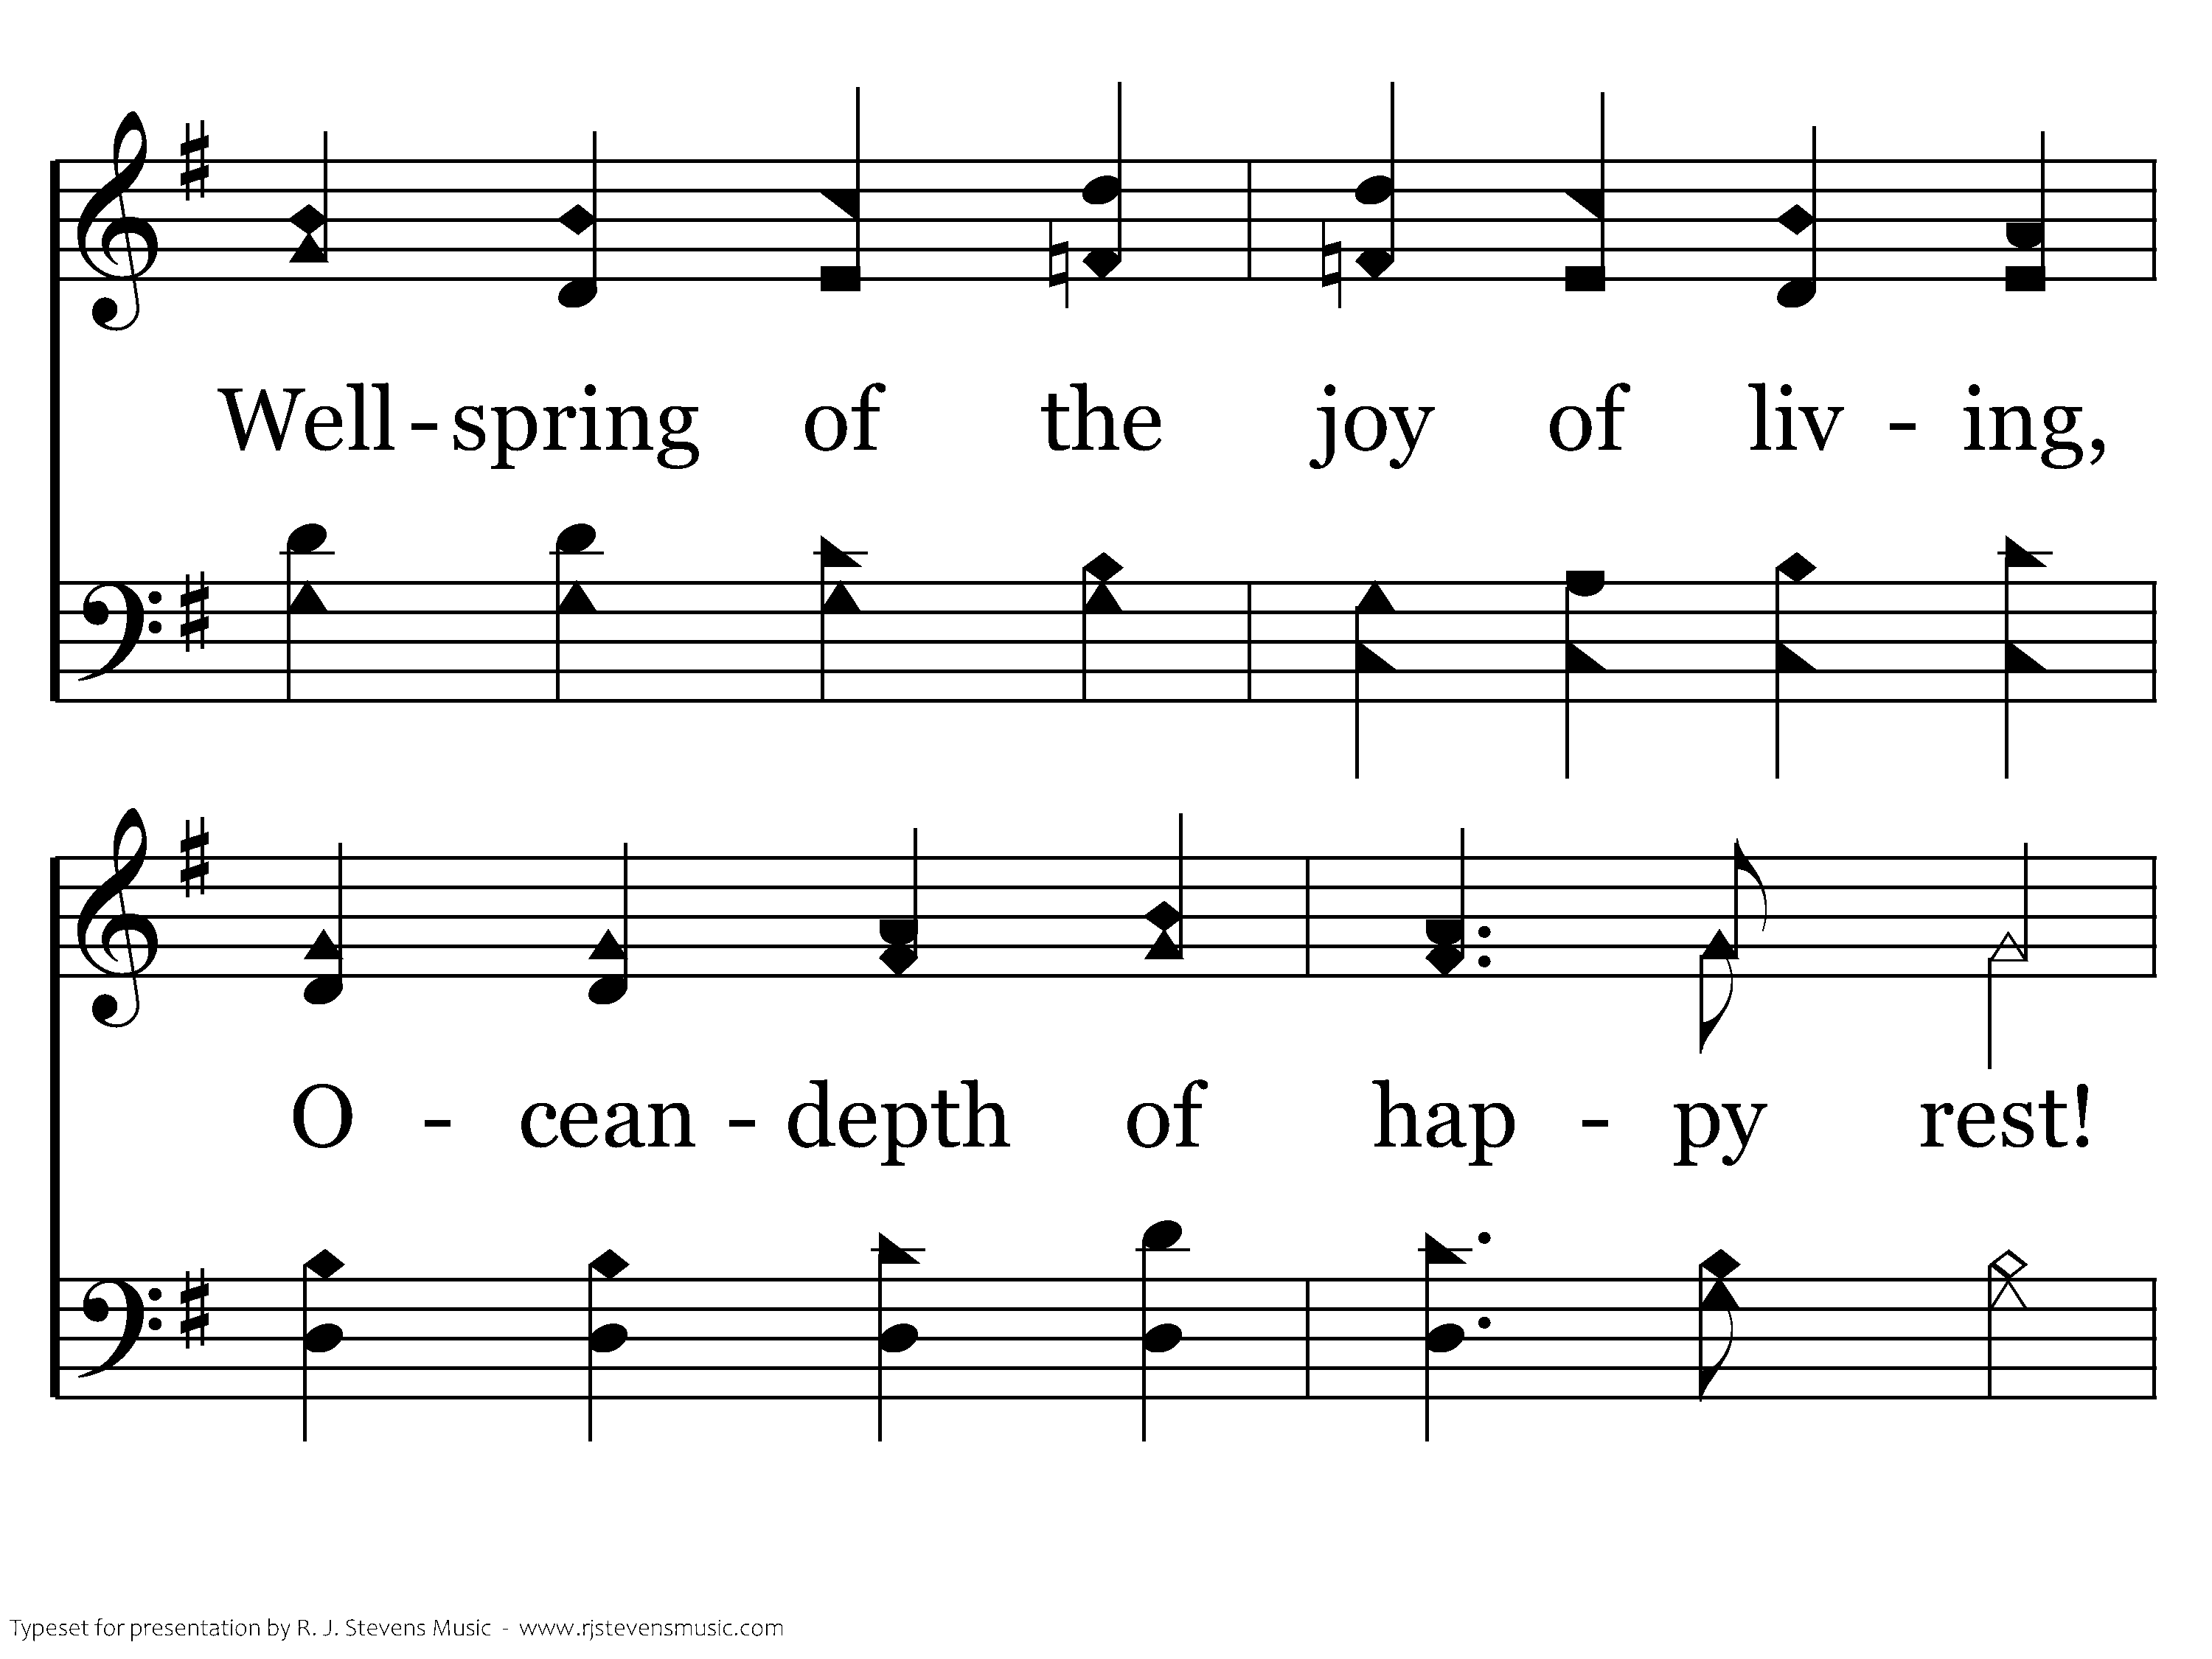 Well-spring of the joy of liv - ing,
O - cean - depth of hap - py rest!
Typeset for presentation by R. J. Stevens Music - www.rjstevensmusic.com